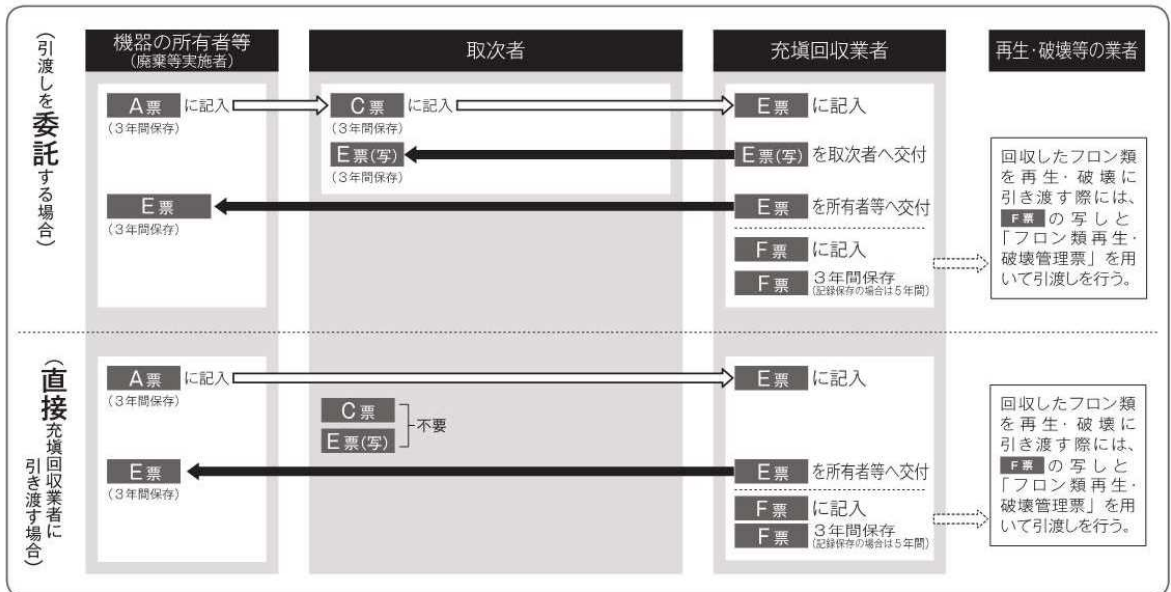 機器の所有者等
(廃棄等実施者)
取次者
充塡回収業者
再生・破壊等の業者
(引渡しを委託する場合)
A票 に記入
(3年間保存)
C票 に記入
(3年間保存)
E票 に記入
E票(写)
(3年間保存)
E票(写) を取次者へ交付
E票
(3年間保存)
E票 を所有者等へ交付
F票 に記入
F票 3年間保存
(記録保存の場合は5年間)
回収したフロン類
を再生・破壊に
引き渡す際には、
F票 の写しと
「フロン類再生・
破壊管理票」を用
いて引渡しを行う。
(直接充塡回収業者に
引き渡す場合)
A票 に記入
(3年間保存)
E票 に記入
C票
E票(写)
不要
E票
(3年間保存)
E票 を所有者等へ交付
F票 に記入
F票 3年間保存
(記録保存の場合は5年間)
回収したフロン類
を再生・破壊に
引き渡す際には、
F票 の写しと
「フロン類再生・
破壊管理票」を用
いて引渡しを行う。